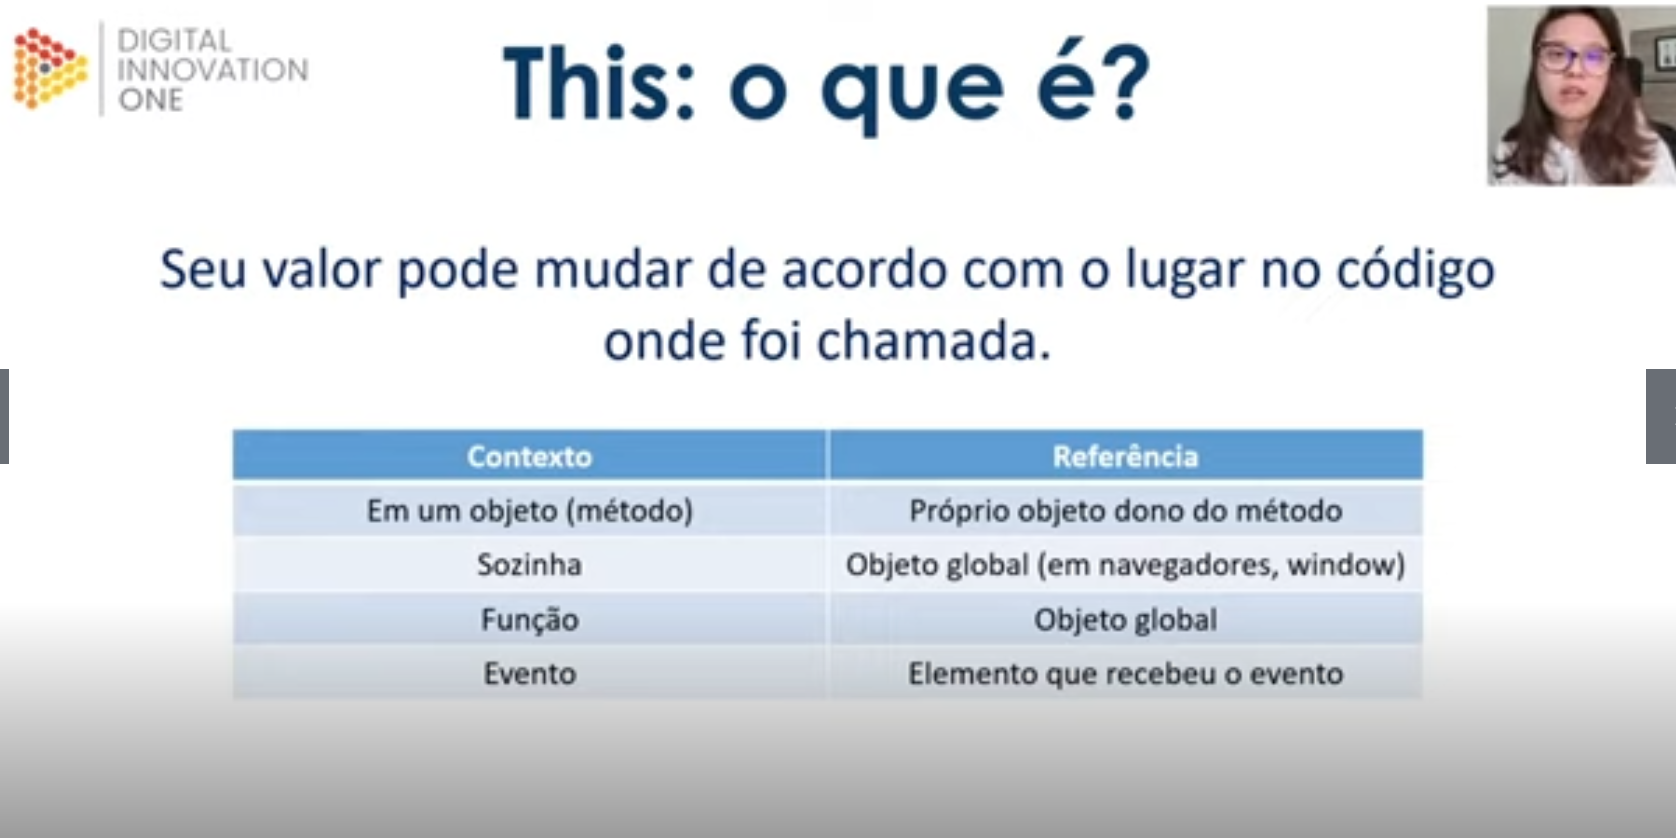 DIGITAL
INNOVATION
ONE
This: o que é?
Seu valor pode mudar de acordo com o lugar no código
onde foi chamada.
Contexto Referência
Em um objeto (método) Próprio objeto dono do método
Sozinha Objeto global (em navegadores, window)
Função Objeto global
Evento Elemento que recebeu o evento